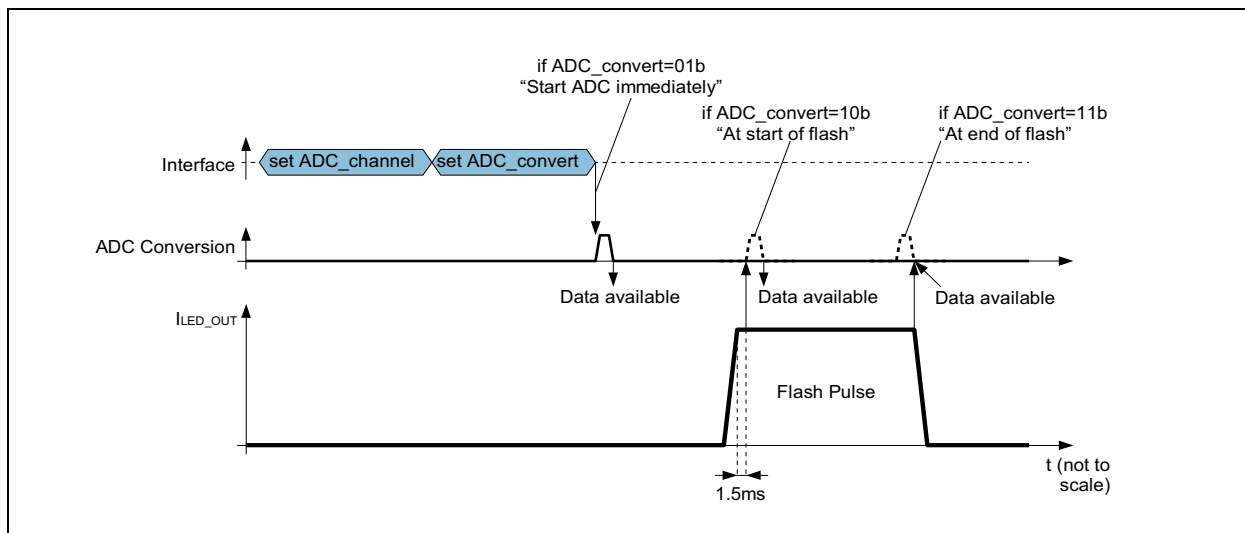 if ADC_convert=01b
“Start ADC immediately”
if ADC_convert=10b
“At start of flash”
if ADC_convert=11b
“At end of flash”
Interface
set ADC_channel
set ADC_convert
ADC Conversion
Data available
Data available
Data available
ILED_OUT
Flash Pulse
t (not to
scale)
1.5ms